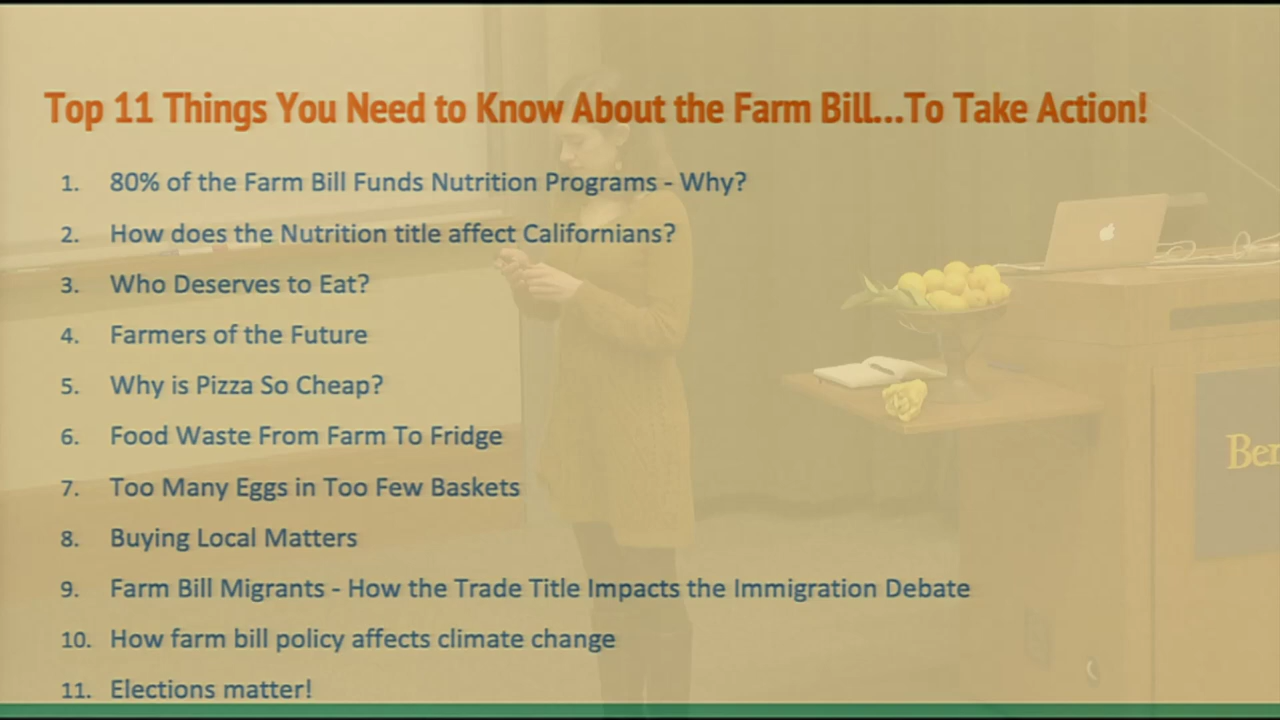 Top 11 Things You Need to Know About the Farm Bill...To Take Action!
1. 80% of the Farm Bill Funds Nutrition Programs - Why?
2. How does the Nutrition title affect Californians?
3. Who Deserves to Eat?
4. Farmers of the Future
5. Why is Pizza So Cheap?
6. Food Waste From Farm To Fridge
7. Too Many Eggs in Too Few Baskets
8. Buying Local Matters
9. Farm Bill Migrants - How the Trade Title Impacts the Immigration Debate
10. How farm bill policy affects climate change
11. Elections matter!
Ber